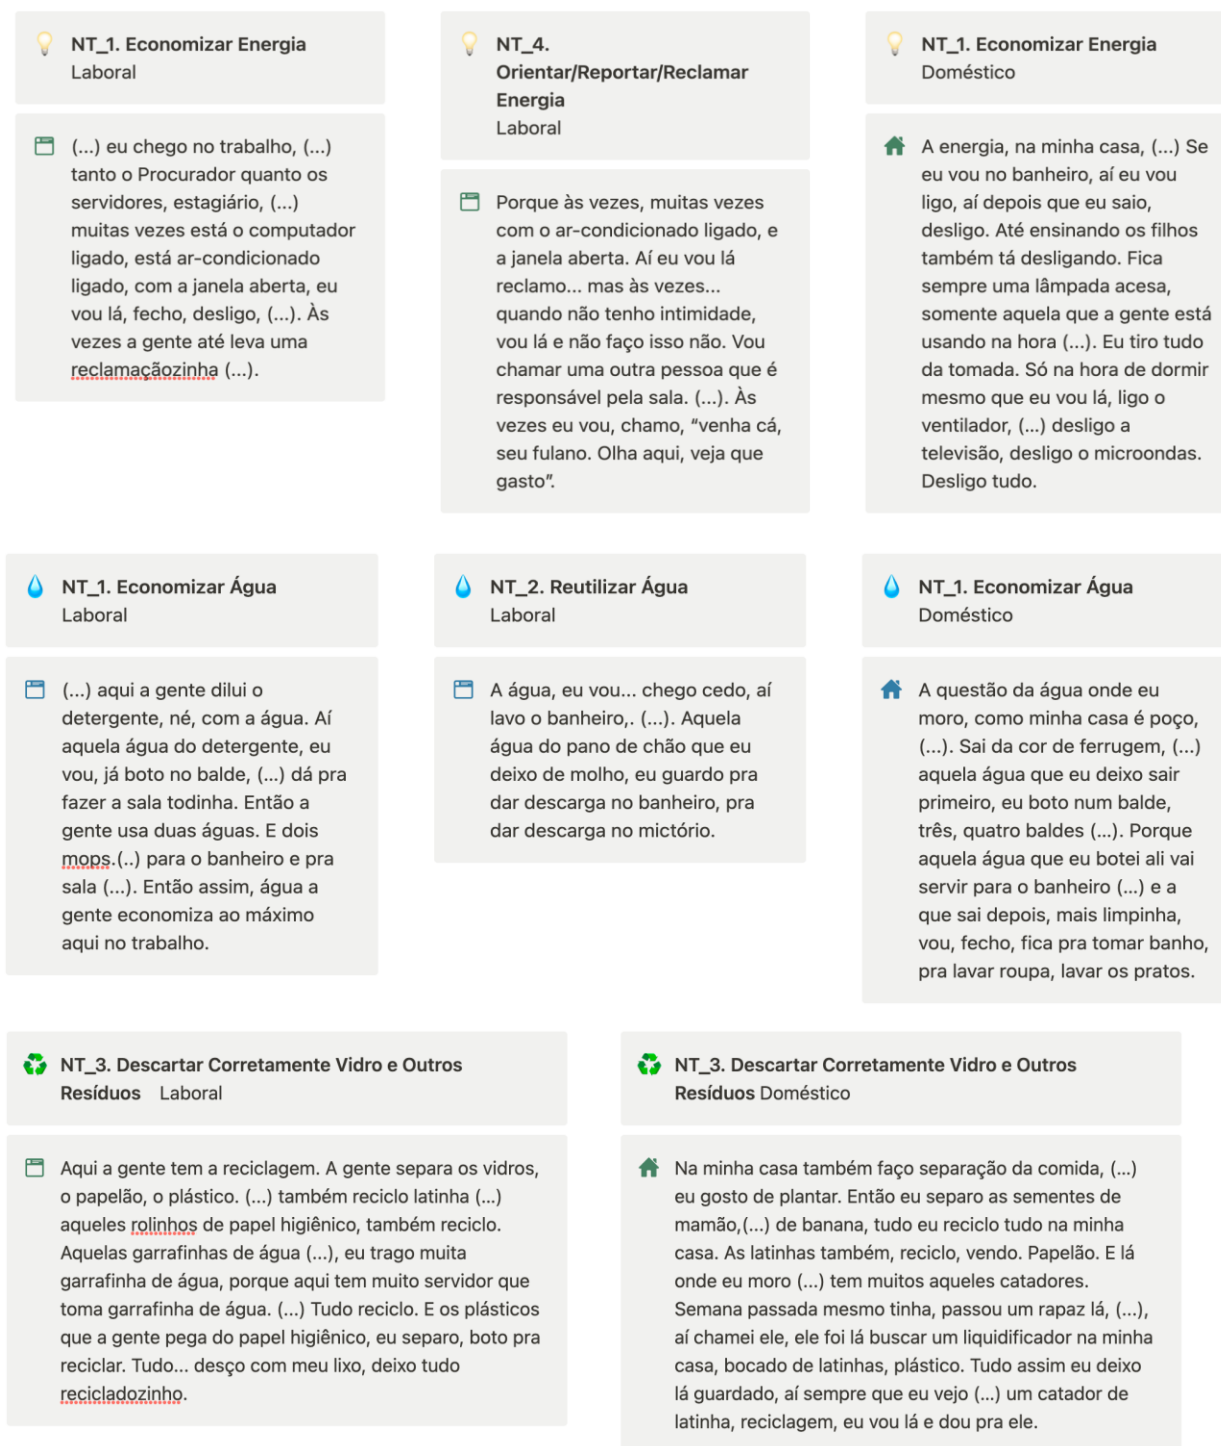 NT_1. Economizar Energia
Laboral
(...) eu chego no trabalho, (...)
tanto o Procurador quanto os
servidores, estagiário, (...)
muitas vezes está o computador
ligado, está ar-condicionado
ligado, com a janela aberta, eu
vou lá, fecho, desligo, (...). Às
vezes a gente até leva uma
reclamaçãozinha (...).
NT_4.
Orientar/Reportar/Reclamar
Energia
Laboral
Porque às vezes, muitas vezes
com o ar-condicionado ligado, e
a janela aberta. Aí eu vou lá
reclamo... mas às vezes...
quando não tenho intimidade,
vou lá e não faço isso não. Vou
chamar uma outra pessoa que é
responsável pela sala. (...). Às
vezes eu vou, chamo, “venha cá,
seu fulano. Olha aqui, veja que
gasto”.
NT_1. Economizar Energia
Doméstico
A energia, na minha casa, (...) Se
eu vou no banheiro, aí eu vou
ligo, aí depois que eu saio,
desligo. Até ensinando os filhos
também tá desligando. Fica
sempre uma lâmpada acesa,
somente aquela que a gente está
usando na hora (...). Eu tiro tudo
da tomada. Só na hora de dormir
mesmo que eu vou lá, ligo o
ventilador, (...) desligo a
televisão, desligo o microondas.
Desligo tudo.
NT_1. Economizar Água
Laboral
(...) aqui a gente dilui o
detergente, né, com a água. Aí
aquela água do detergente, eu
vou, já boto no balde, (...) dá pra
fazer a sala todinha. Então a
gente usa duas águas. E dois
mops.(..) para o banheiro e pra
sala (...). Então assim, água a
gente economiza ao máximo
aqui no trabalho.
NT_2. Reutilizar Água
Laboral
A água, eu vou... chego cedo, aí
lavo o banheiro,. (...). Aquela
água do pano de chão que eu
deixo de molho, eu guardo pra
dar descarga no banheiro, pra
dar descarga no mictório.
NT_1. Economizar Água
Doméstico
A questão da água onde eu
moro, como minha casa é poço,
(...). Sai da cor de ferrugem, (...)
aquela água que eu deixo sair
primeiro, eu boto num balde,
três, quatro baldes (...). Porque
aquela água que eu botei ali vai
servir para o banheiro (...) e a
que sai depois, mais limpinha,
vou, fecho, fica pra tomar banho,
pra lavar roupa, lavar os pratos.
NT_3. Descartar Corretamente Vidro e Outros
Resíduos Laboral
Aqui a gente tem a reciclagem. A gente separa os vidros,
o papelão, o plástico. (...) também reciclo latinha (...)
aqueles rolinhos de papel higiênico, também reciclo.
Aquelas garrafinhas de água (...), eu trago muita
garrafinha de água, porque aqui tem muito servidor que
toma garrafinha de água. (...) Tudo reciclo. E os plásticos
que a gente pega do papel higiênico, eu separo, boto pra
reciclar. Tudo... desço com meu lixo, deixo tudo
recicladozinho.
NT_3. Descartar Corretamente Vidro e Outros
Resíduos Doméstico
Na minha casa também faço separação da comida, (...)
eu gosto de plantar. Então eu separo as sementes de
mamão,(...) de banana, tudo eu reciclo tudo na minha
casa. As latinhas também, reciclo, vendo. Papelão. E lá
onde eu moro (...) tem muitos aqueles catadores.
Semana passada mesmo tinha, passou um rapaz lá, (...),
aí chamei ele, ele foi lá buscar um liquidificador na minha
casa, bocado de latinhas, plástico. Tudo assim eu deixo
lá guardado, aí sempre que eu vejo (...) um catador de
latinha, reciclagem, eu vou lá e dou pra ele.